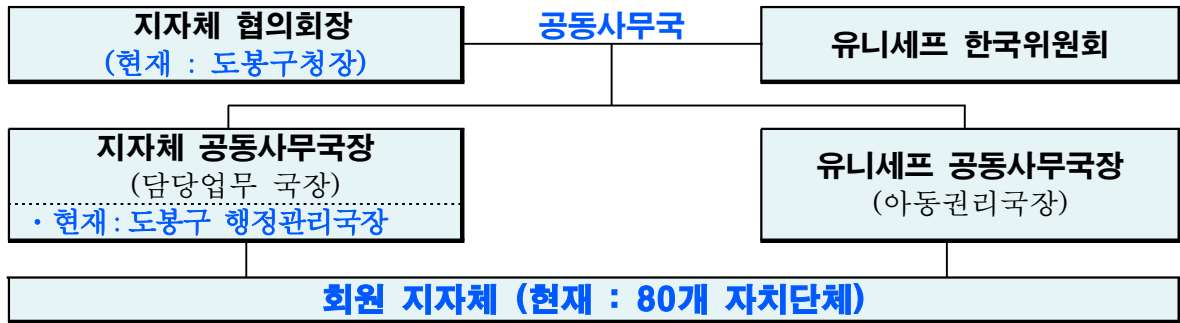 지자체 협의회장
(현재 : 도봉구청장)
공동사무국
유니세프 한국위원회
지자체 공동사무국장
(담당업무 국장)
· 현재 : 도봉구 행정관리국장
유니세프 공동사무국장
(아동권리국장)
회원 지자체 (현재 : 80개 자치단체)